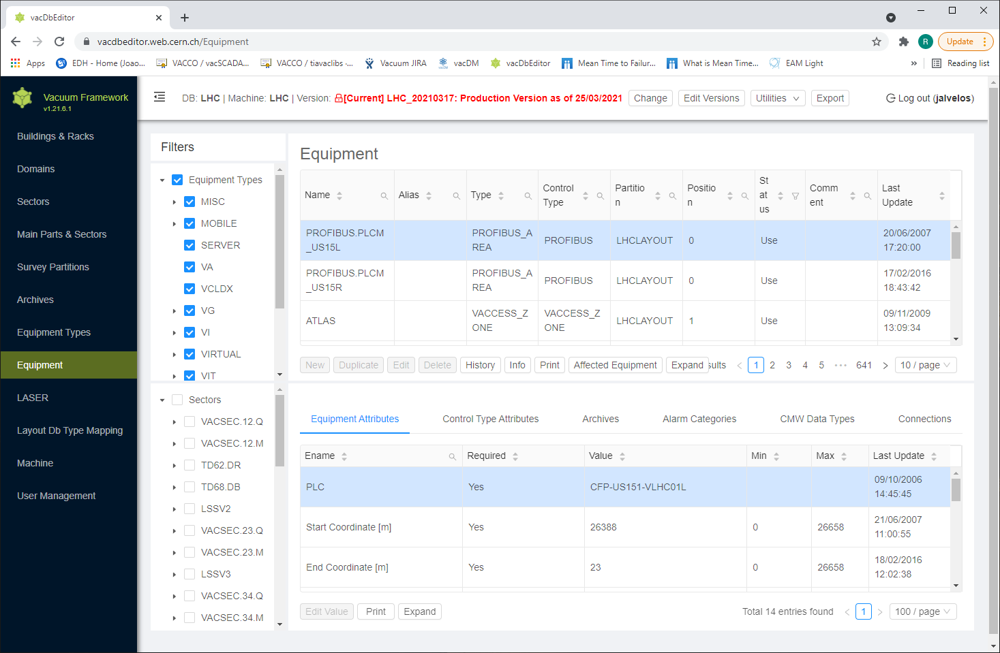 vacDbEditor
vacdbeditor.web.cern.ch/Equipment
R
Update
Apps
EDH - Home (Joao...
VACCO / vacSCADA...
VACCO / tiavaclibs -...
Vacuum JIRA
vacDM
vacDbEditor
Mean Time to Failur...
What is Mean Time...
EAM Light
»
Reading list
Vacuum Framework
v1.21.6.1
Buildings & Racks
Domains
Sectors
Main Parts & Sectors
Survey Partitions
Archives
Equipment Types
Equipment
LASER
Layout Db Type Mapping
Machine
User Management
DB: LHC | Machine: LHC | Version: [Current] LHC_20210317: Production Version as of 25/03/2021
Change
Edit Versions
Utilities
Export
Log out (jalvelos)
Filters
Equipment Types
MISC
MOBILE
SERVER
VA
VCLDX
VG
VI
VIRTUAL
VIT
Sectors
VACSEC.12.Q
VACSEC.12.M
TD62.DR
TD68.DB
LSSV2
VACSEC.23.Q
VACSEC.23.M
LSSV3
VACSEC.34.Q
VACSEC.34.M
Equipment
Name
Alias
Type
Control
Type
Partitio
n
Positio
n
St
at
us
Comm
ent
Last
Update
PROFIBUS.PLCM
_US15L
PROFIBUS_A
REA
PROFIBUS
LHCLAYOUT
0
Use
20/06/2007
17:20:00
PROFIBUS.PLCM
_US15R
PROFIBUS_A
REA
PROFIBUS
LHCLAYOUT
0
Use
17/02/2016
18:43:42
ATLAS
VACCESS_Z
ONE
VACCESS_Z
ONE
LHCLAYOUT
1
Use
09/11/2009
13:09:34
New
Duplicate
Edit
Delete
History
Info
Print
Affected Equipment
Expand
sults
<
1
2
3
4
5
•••
641
>
10 / page
Equipment Attributes
Control Type Attributes
Archives
Alarm Categories
CMW Data Types
Connections
Ename
Required
Value
Min
Max
Last Update
PLC
Yes
CFP-US151-VLHC01L
09/10/2006
14:45:45
Start Coordinate [m]
Yes
26388
0
26658
21/06/2007
11:00:55
End Coordinate [m]
Yes
23
0
26658
18/02/2016
12:02:38
Edit Value
Print
Expand
Total 14 entries found
<
1
>
100 / page